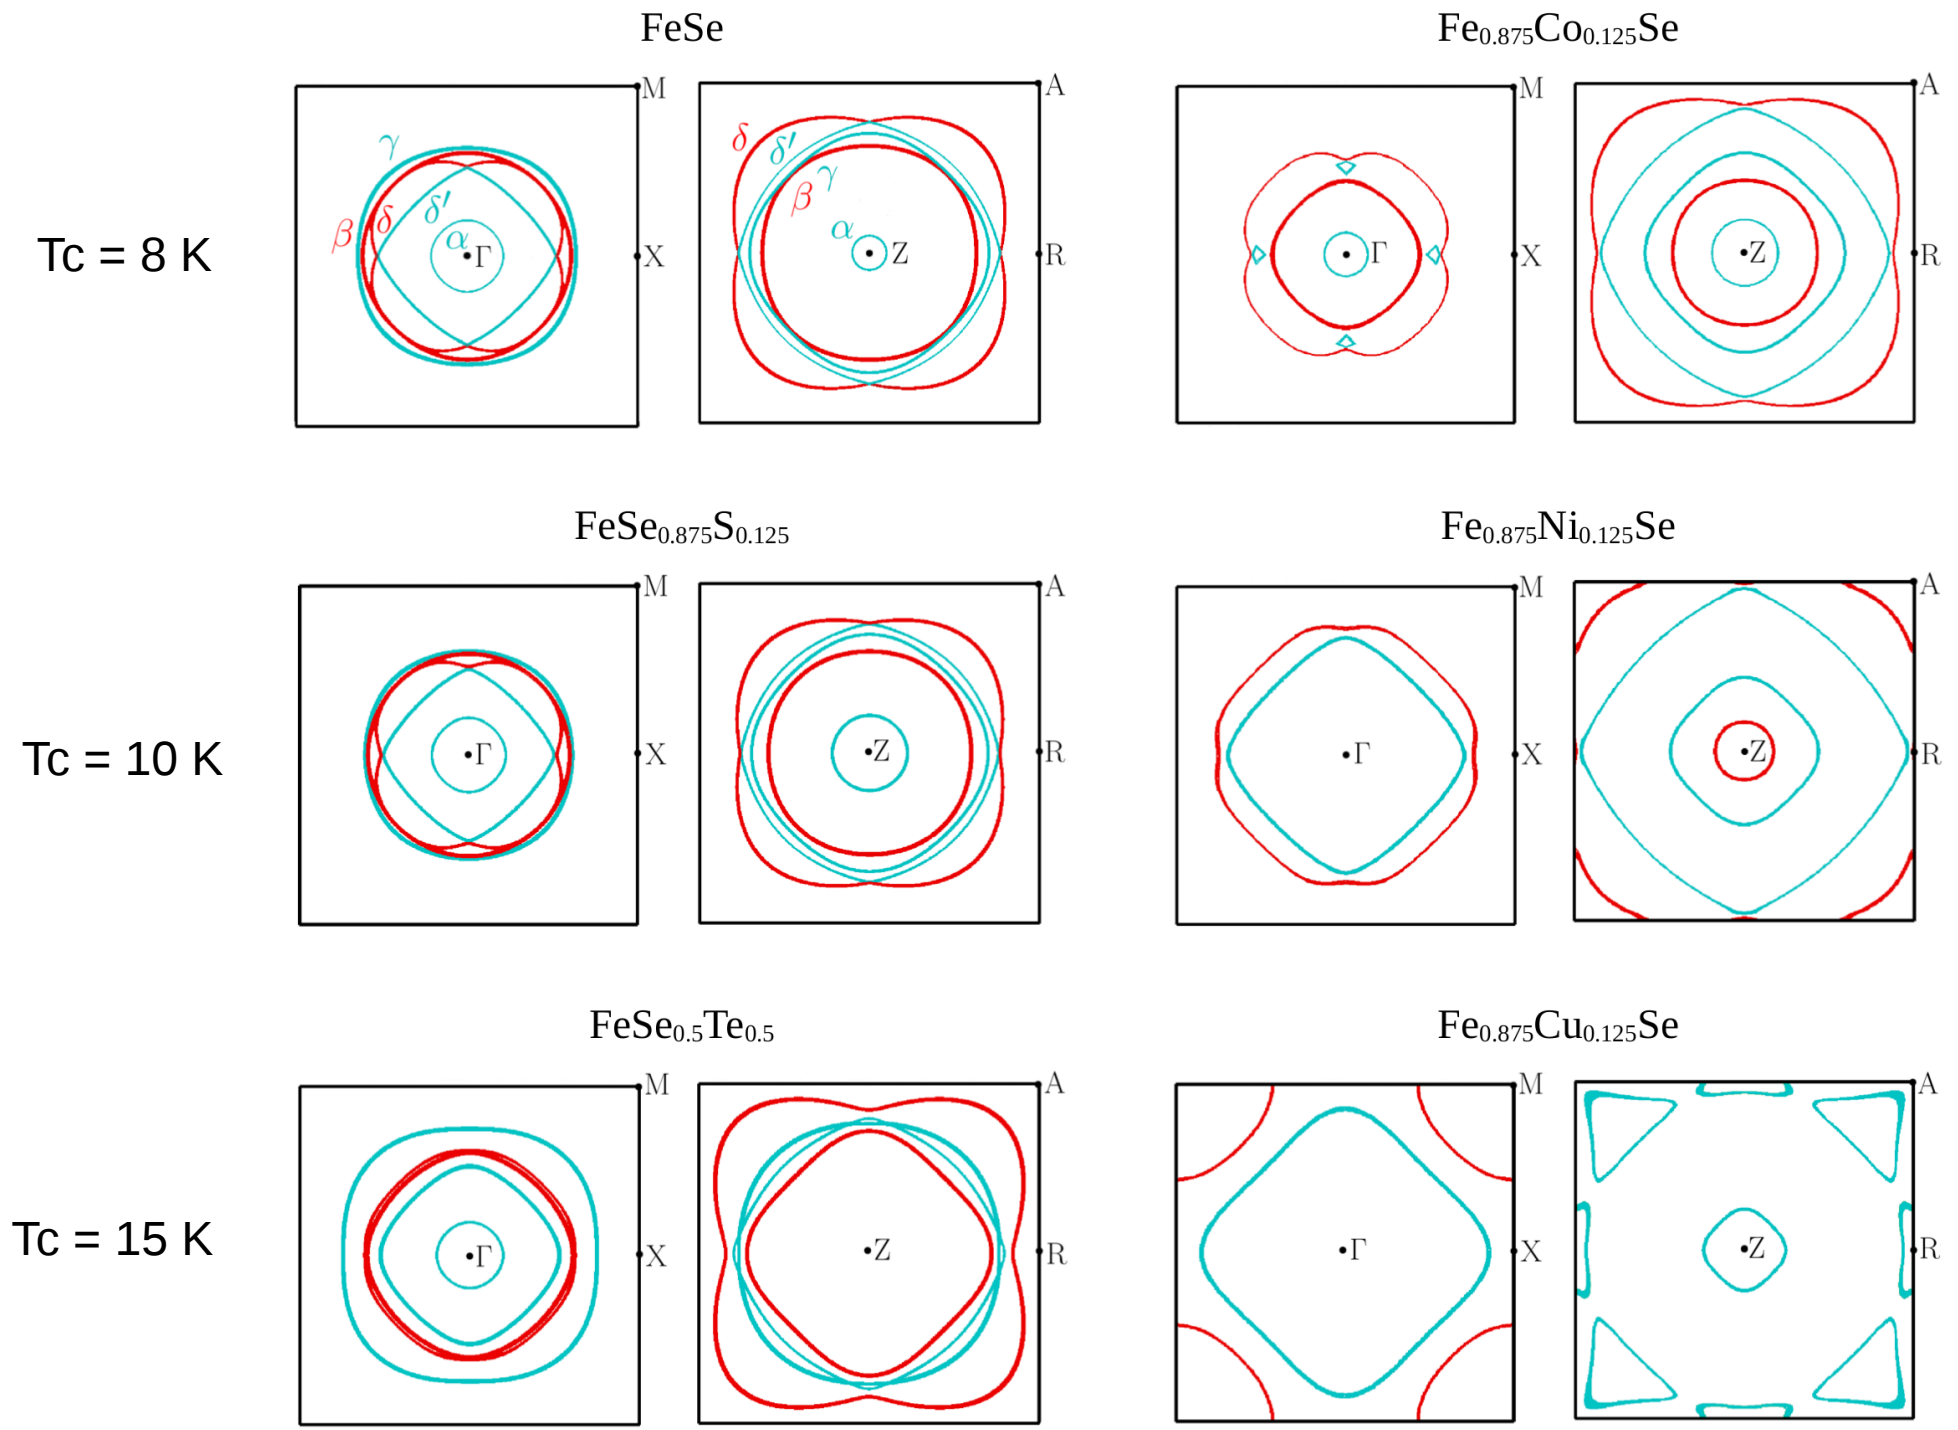 FeSe
Fe0.875Co0.125Se
Tc = 8 K
γ
β
δ
δ′
α
Γ
M
X
δ
δ′
γ
β
α
Z
A
R
Γ
M
X
Z
A
R
FeSe0.875S0.125
Fe0.875Ni0.125Se
Tc = 10 K
Γ
M
X
Z
A
R
Γ
M
X
Z
A
R
FeSe0.5Te0.5
Fe0.875Cu0.125Se
Tc = 15 K
Γ
M
X
Z
A
R
Γ
M
X
Z
A
R